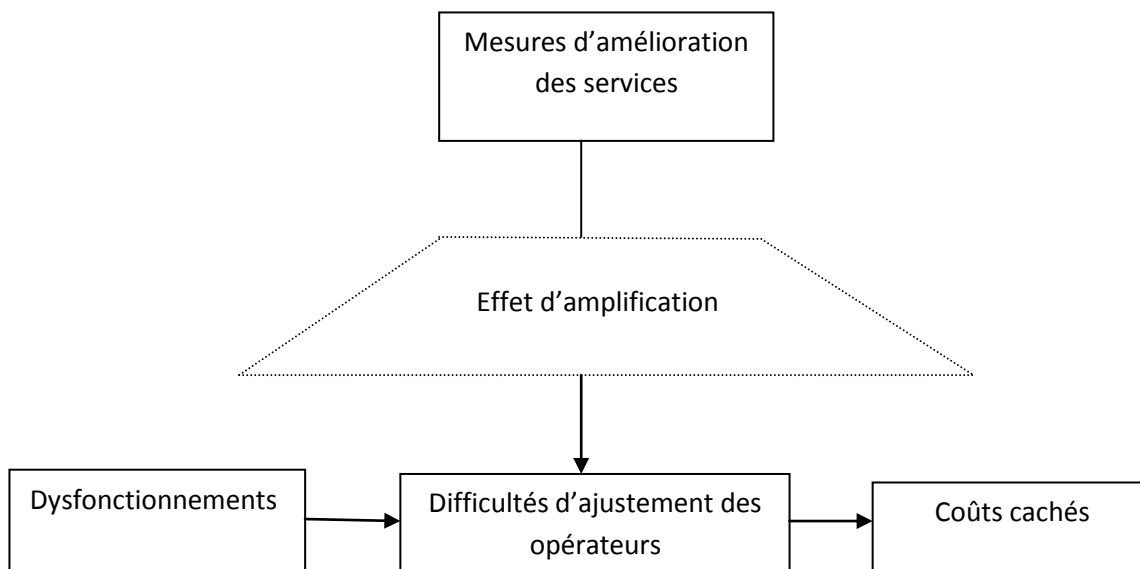 Mesures d’amélioration
des services
Effet d’amplification
Dysfonctionnements
Difficultés d’ajustement des
opérateurs
Coûts cachés